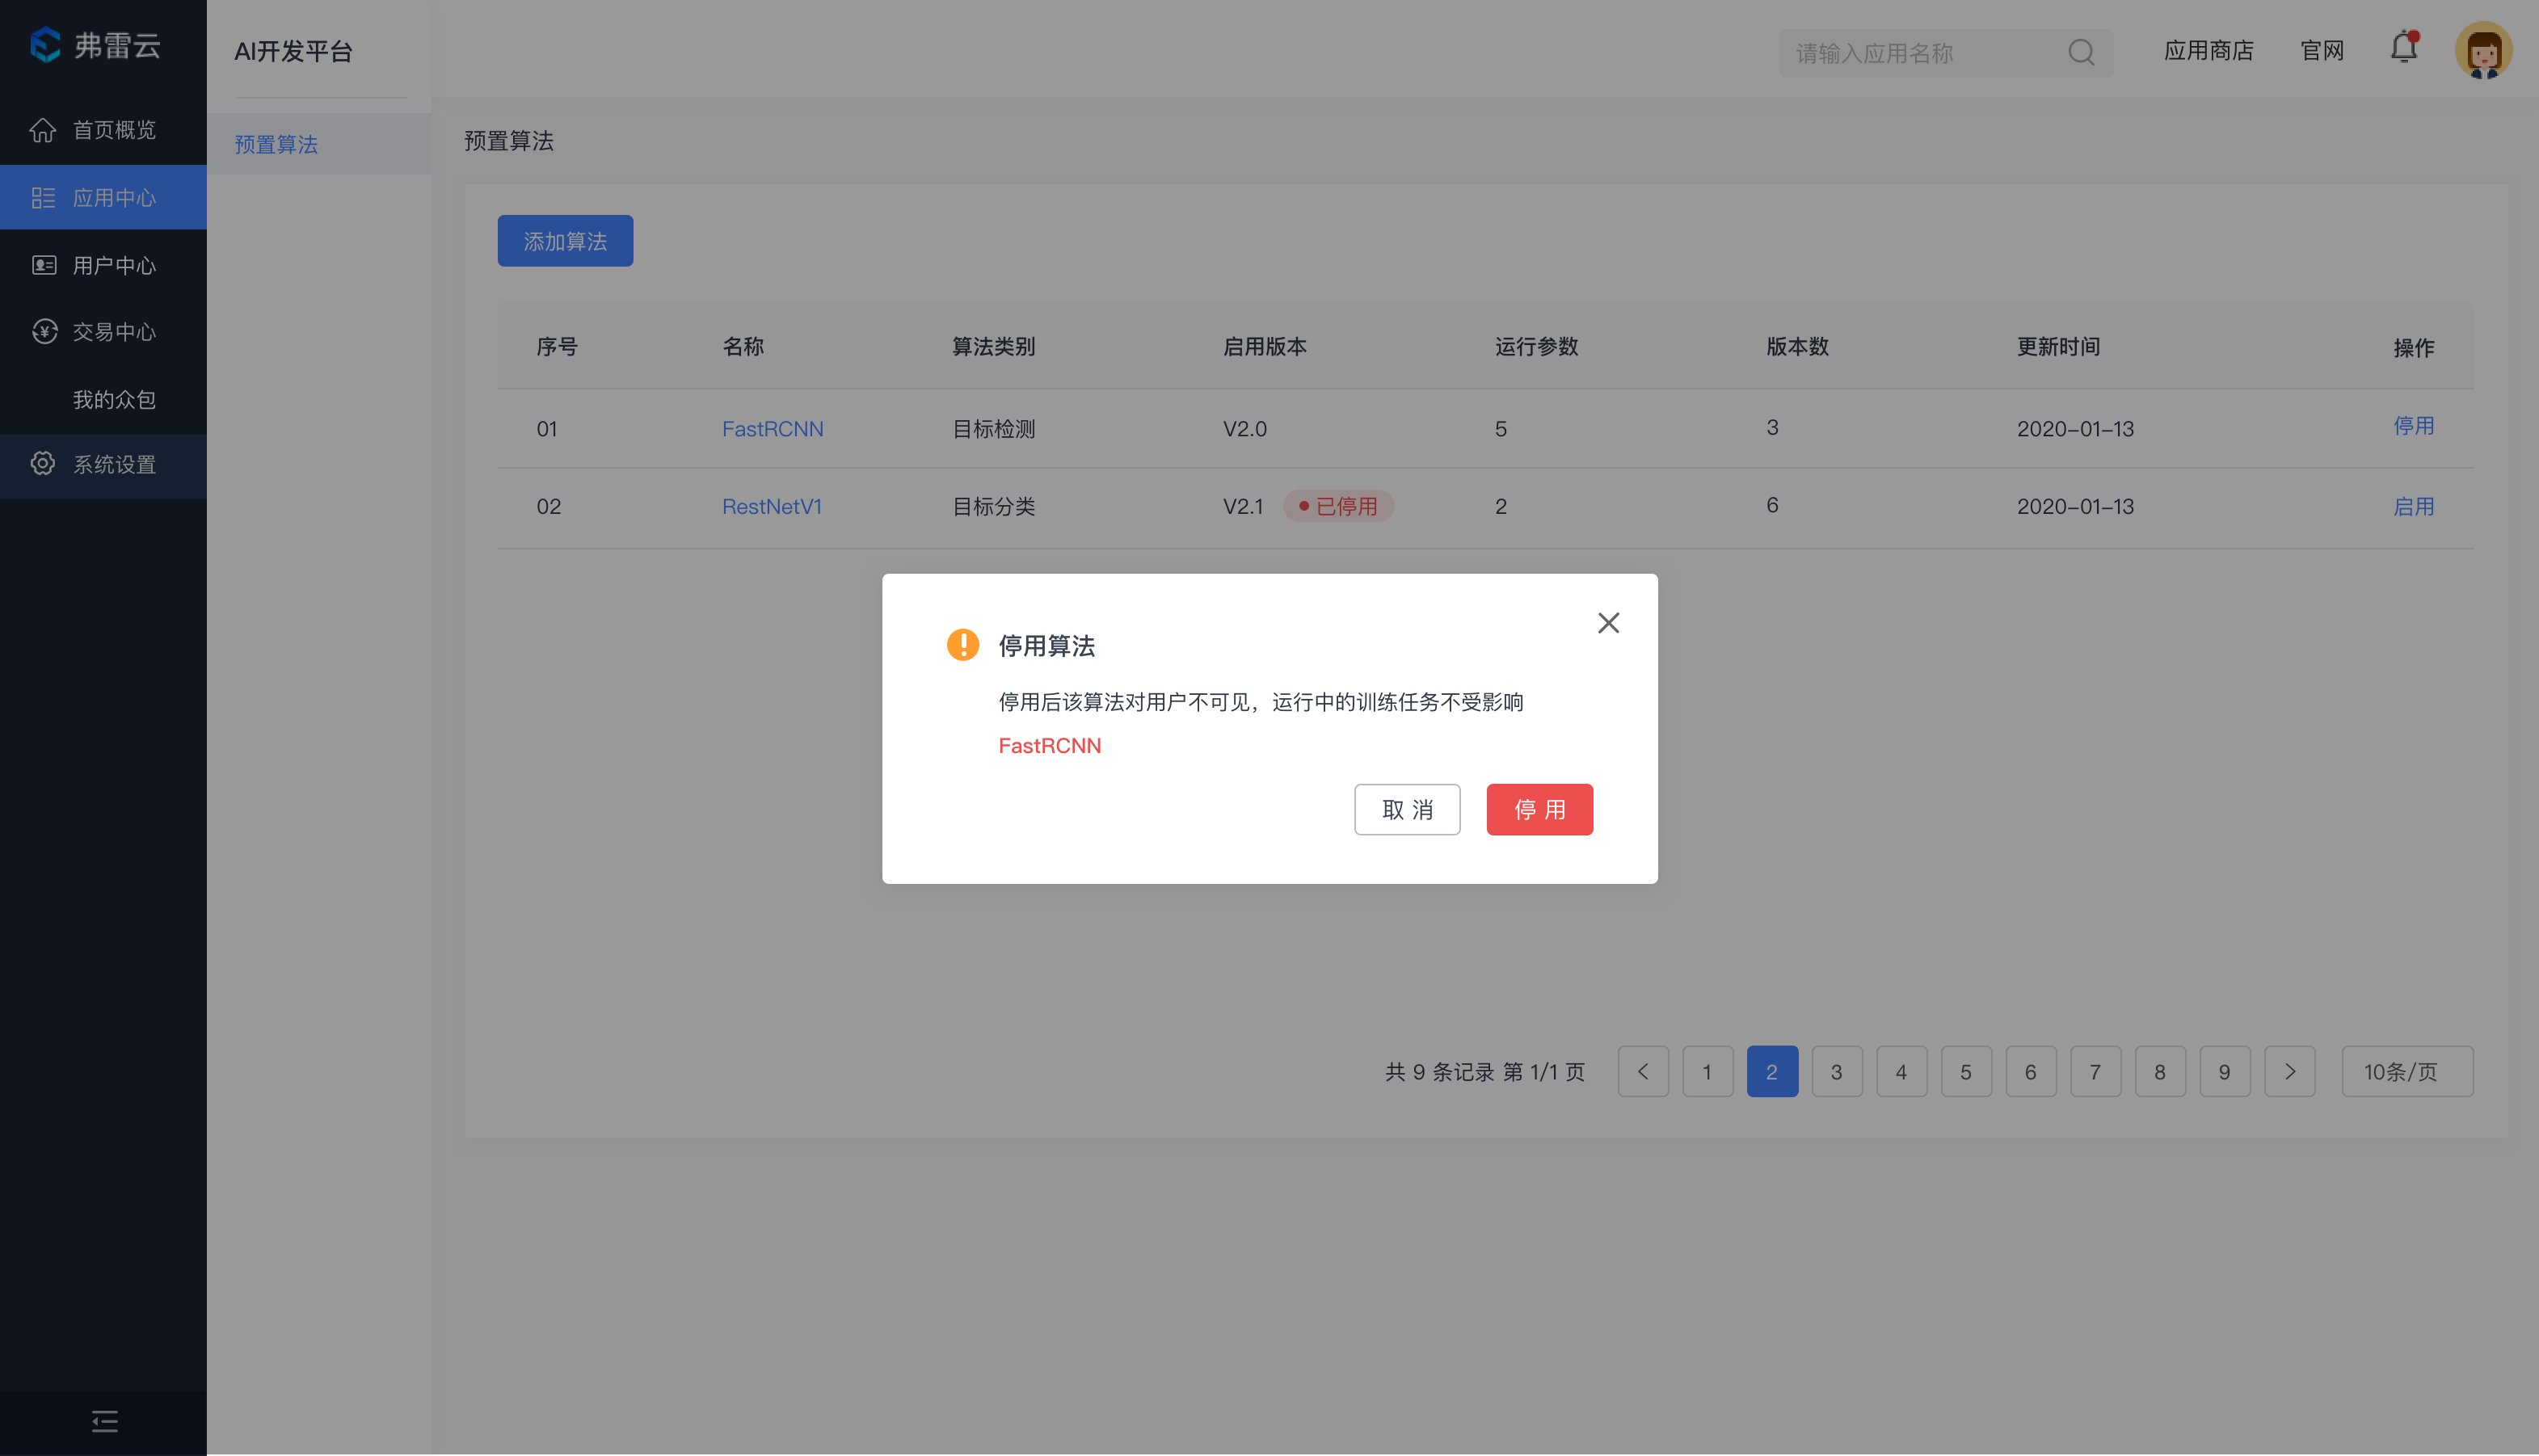 弗雷云
首页概览
应用中心
用户中心
交易中心
我的众包
系统设置
AI开发平台
预置算法
请输入应用名称
应用商店
官网
预置算法
添加算法
序号 名称 算法类别 启用版本 运行参数 版本数 更新时间 操作
01 FastRCNN 目标检测 V2.0 5 3 2020-01-13 停用
02 RestNetV1 目标分类 V2.1 已停用 2 6 2020-01-13 启用
停用算法
停用后该算法对用户不可见，运行中的训练任务不受影响
FastRCNN
取 消 停 用
共 9 条记录 第 1/1 页 1 2 3 4 5 6 7 8 9 10条/页